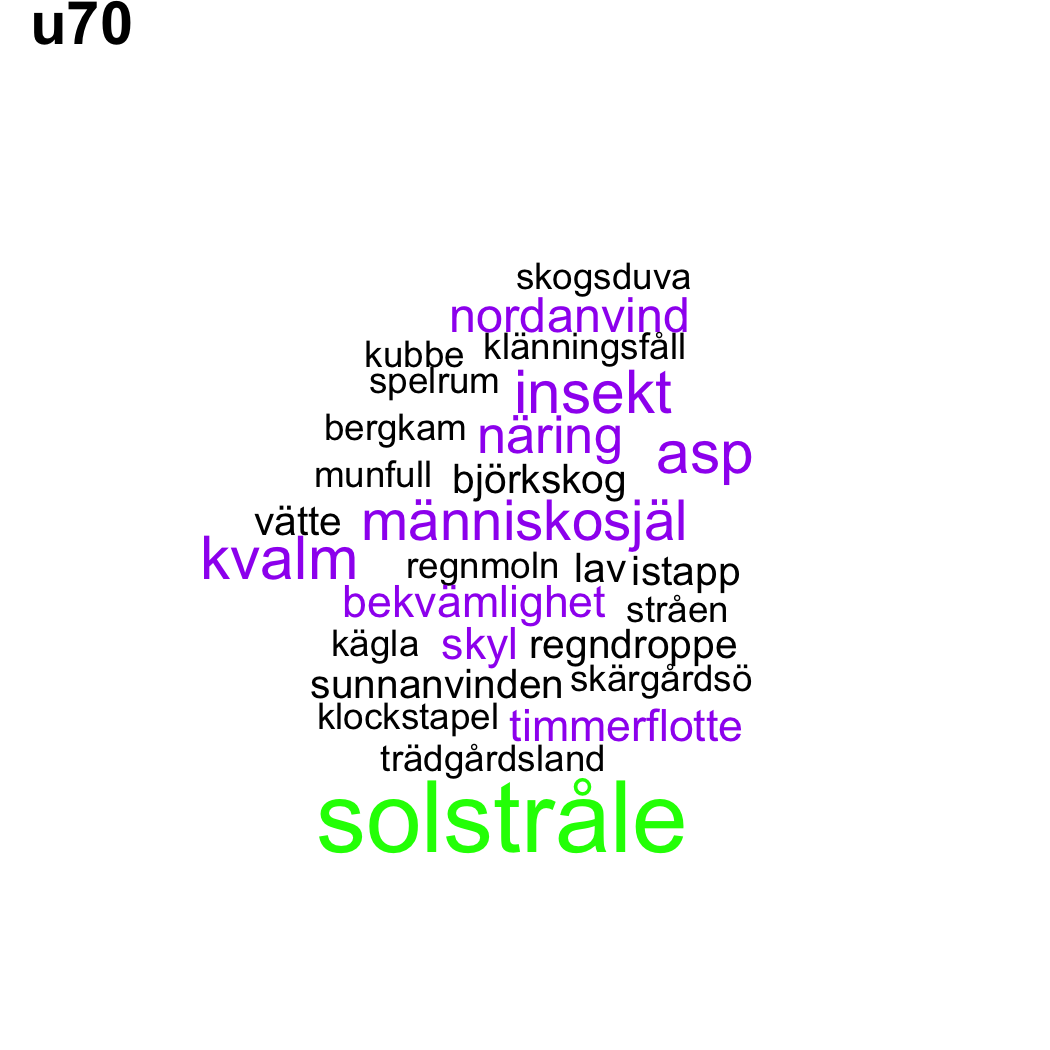 u70
skogsduva
nordanvind
klänningsfåll
kubbe
spelrum
insekt
bergkam
näring
asp
munfull
björkskog
vätte
människosjäl
kvalm
regnmoln
lav
istapp
bekvämlighet
stråen
kägla
skyl
regndroppe
sunnanvinden
skärgårdsö
klockstapel
timmerflotte
trädgårdsland
solstråle